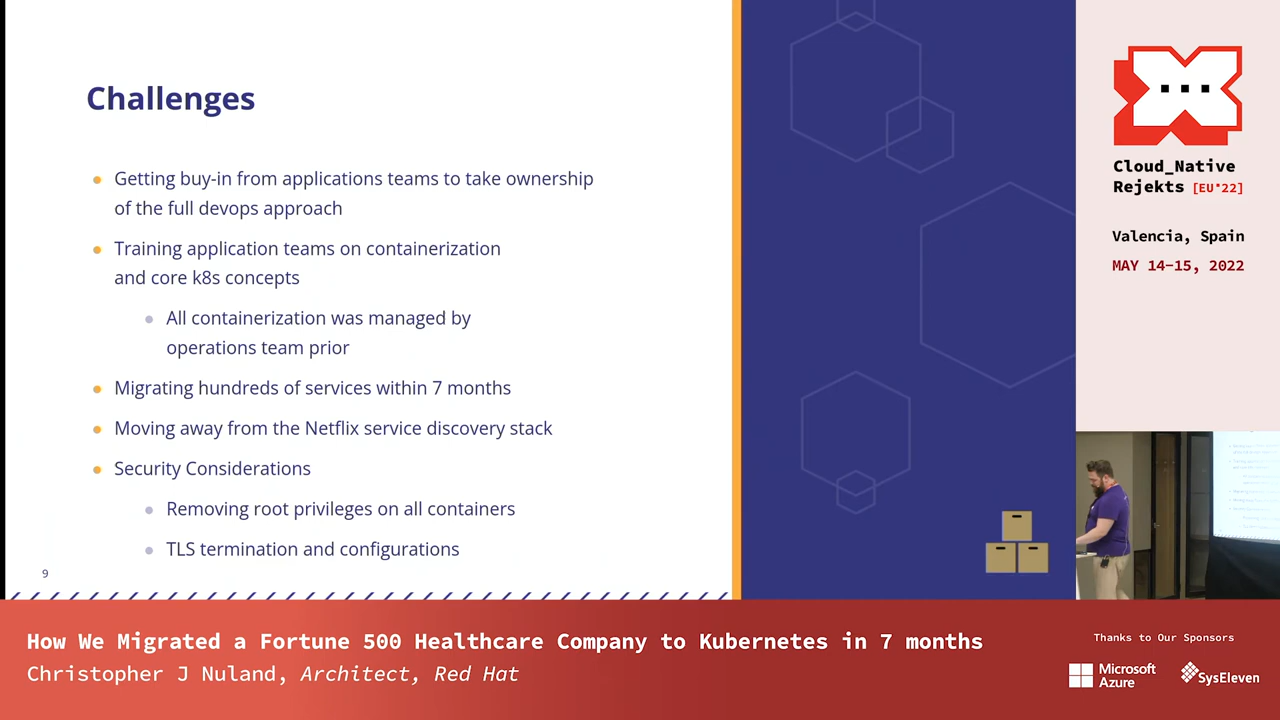 Challenges
Getting buy-in from applications teams to take ownership
of the full devops approach
Training application teams on containerization
and core k8s concepts
All containerization was managed by
operations team prior
Migrating hundreds of services within 7 months
Moving away from the Netflix service discovery stack
Security Considerations
Removing root privileges on all containers
TLS termination and configurations
9
Cloud_Native
Rejekts [EU'22]
Valencia, Spain
MAY 14-15, 2022
How We Migrated a Fortune 500 Healthcare Company to Kubernetes in 7 months
Christopher J Nuland, Architect, Red Hat
Thanks to Our Sponsors
Microsoft
Azure
SysEleven